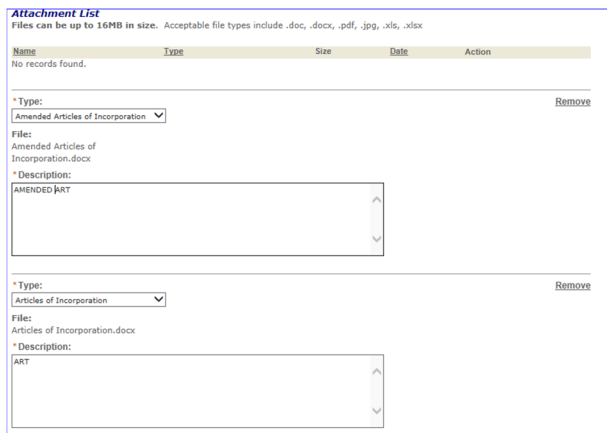 Attachment List
Files can be up to 16MB in size. Acceptable file types include .doc, .docx, .pdf, .jpg, .xls, .xlsx
Name Type Size Date Action
No records found.
*Type: Remove
Amended Articles of Incorporation
File:
Amended Articles of
Incorporation.docx
*Description:
AMENDED ART
*Type: Remove
Articles of Incorporation
File:
Articles of Incorporation.docx
*Description:
ART